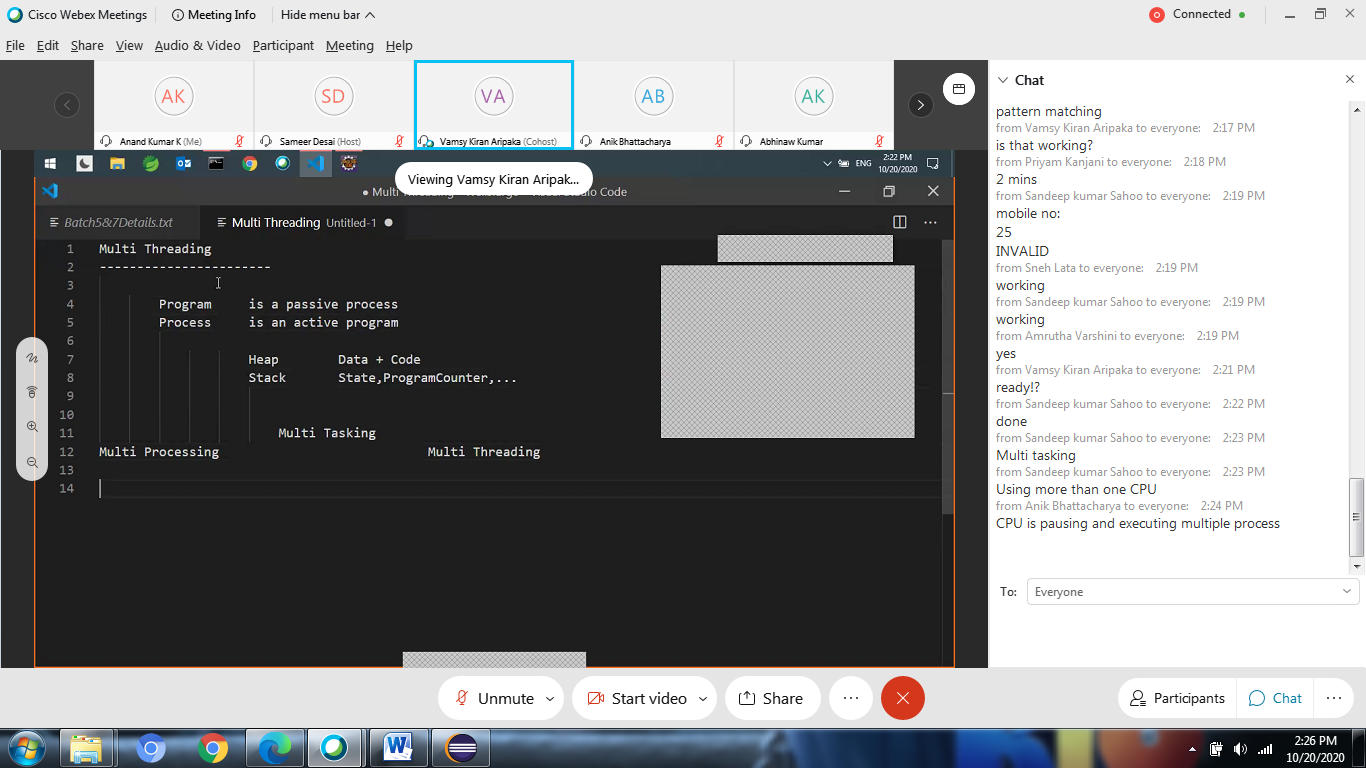 Cisco Webex Meetings
Meeting Info
Hide menu bar
Connected
File Edit Share View Audio & Video Participant Meeting Help
AK
SD
VA
AB
AK
Anand Kumar K (Me)
Sameer Desai (Host)
Vamsy Kiran Aripaka (Cohost)
Anik Bhattacharya
Abhinaw Kumar
ENG
2:22 PM
10/20/2020
Viewing Vamsy Kiran Aripak...
Studio Code
Batch5&7Details.txt
Multi Threading Untitled-1
1 Multi Threading
2 -----------------------
3
4 Program is a passive process
5 Process is an active program
6
7 Heap Data + Code
8 Stack State,ProgramCounter,...
9
10
11 Multi Tasking
12 Multi Processing Multi Threading
13
14
Chat
pattern matching
from Vamsy Kiran Aripaka to everyone: 2:17 PM
is that working?
from Priyam Kanjani to everyone: 2:18 PM
2 mins
from Sandeep kumar Sahoo to everyone: 2:19 PM
mobile no:
25
INVALID
from Sneh Lata to everyone: 2:19 PM
working
from Sandeep kumar Sahoo to everyone: 2:19 PM
working
from Amrutha Varshini to everyone: 2:19 PM
yes
from Vamsy Kiran Aripaka to everyone: 2:21 PM
ready!?
from Sandeep kumar Sahoo to everyone: 2:22 PM
done
from Sandeep kumar Sahoo to everyone: 2:23 PM
Multi tasking
from Sandeep kumar Sahoo to everyone: 2:23 PM
Using more than one CPU
from Anik Bhattacharya to everyone: 2:24 PM
CPU is pausing and executing multiple process
To: Everyone
Unmute
Start video
Share
Participants
Chat
2:26 PM
10/20/2020